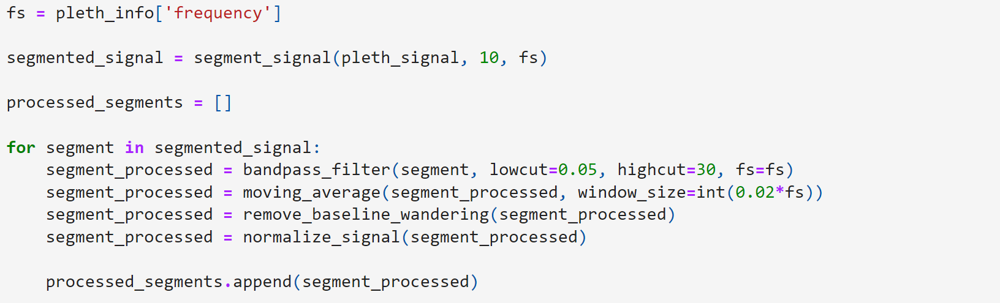 fs = pleth_info['frequency']
segmented_signal = segment_signal(pleth_signal, 10, fs)
processed_segments = []
for segment in segmented_signal:
    segment_processed = bandpass_filter(segment, lowcut=0.05, highcut=30, fs=fs)
    segment_processed = moving_average(segment_processed, window_size=int(0.02*fs))
    segment_processed = remove_baseline_wandering(segment_processed)
    segment_processed = normalize_signal(segment_processed)
    processed_segments.append(segment_processed)